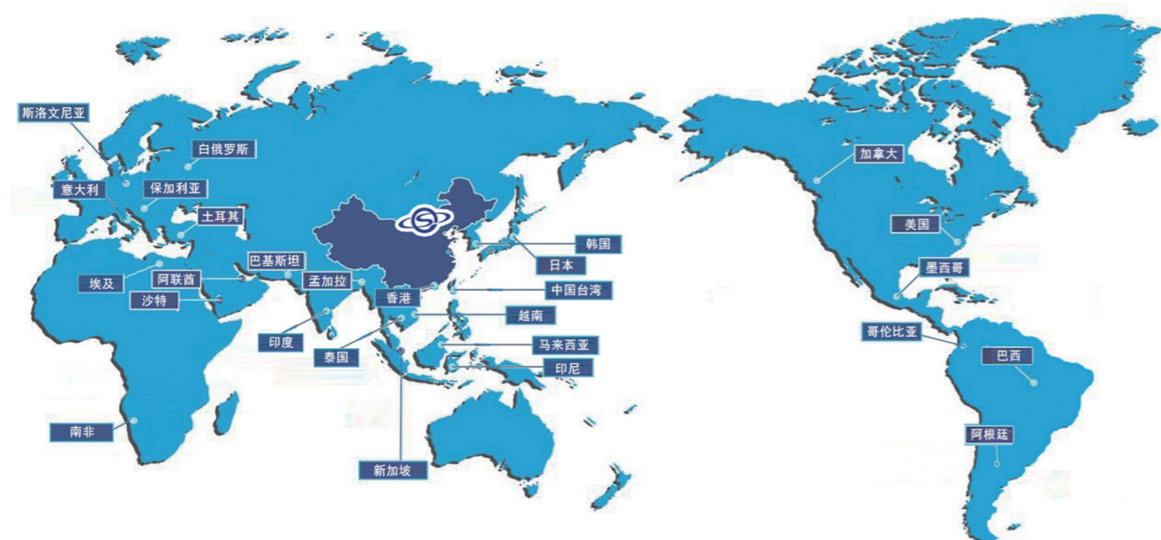 斯洛文尼亚
白俄罗斯
意大利
保加利亚
土耳其
埃及
阿联酋
沙特
巴基斯坦
孟加拉
香港
印度
泰国
韩国
日本
中国台湾
越南
马来西亚
印尼
新加坡
南非
加拿大
美国
墨西哥
哥伦比亚
巴西
阿根廷